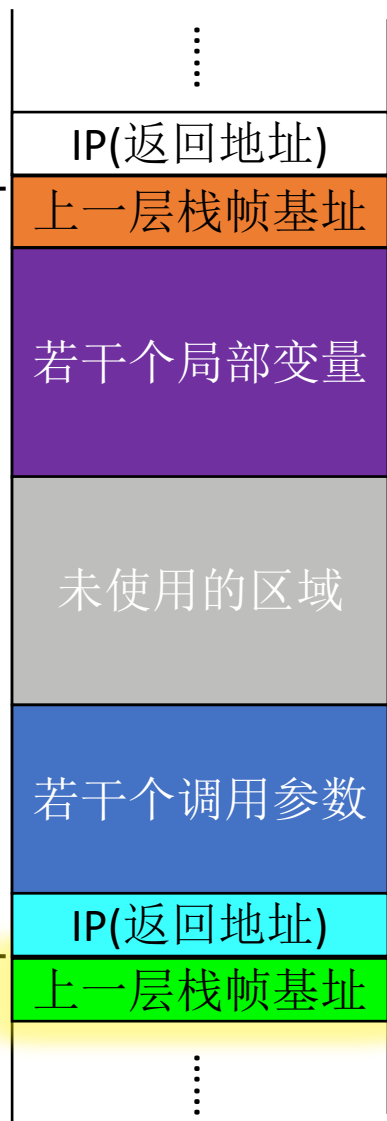 ......
IP(返回地址)
上一层栈帧基址
若干个局部变量
未使用的区域
若干个调用参数
IP(返回地址)
上一层栈帧基址
......